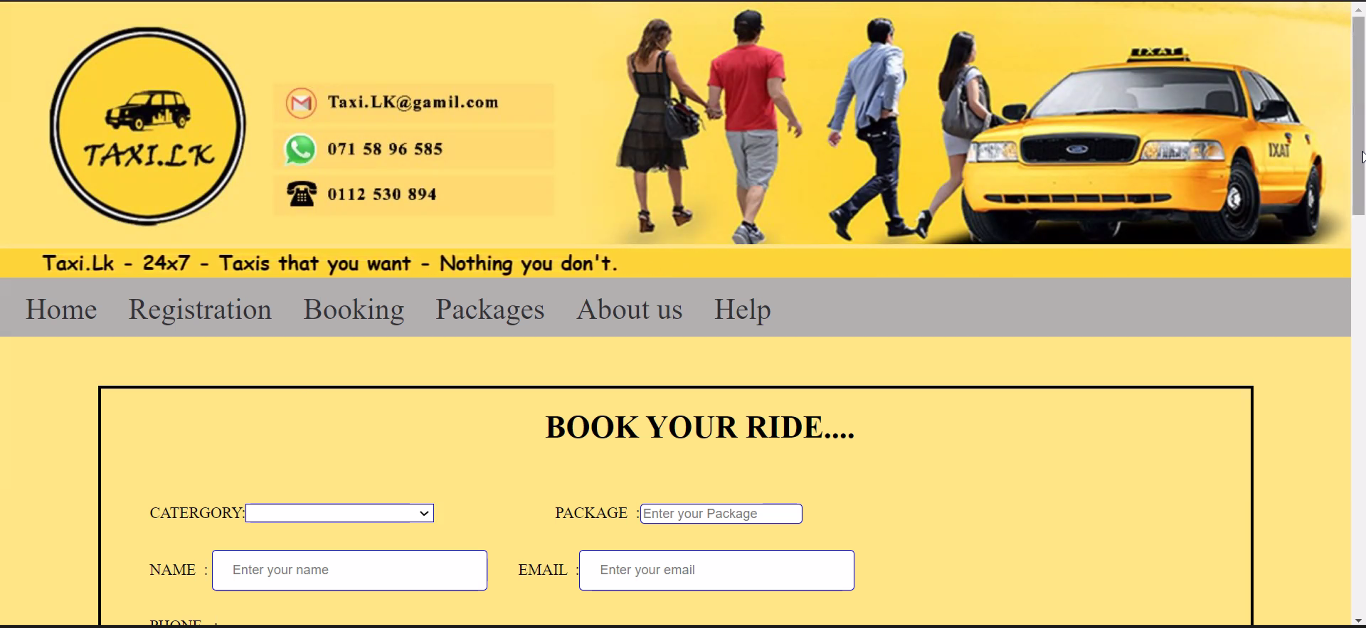 TAXI.LK
Taxi.LK@gamil.com
071 58 96 585
0112 530 894
TAXI
TAXI
Taxi.Lk - 24x7 - Taxis that you want - Nothing you don't.
Home Registration Booking Packages About us Help
BOOK YOUR RIDE....
CATERGORY: PACKAGE : Enter your Package
NAME : Enter your name EMAIL : Enter your email
PHONE :